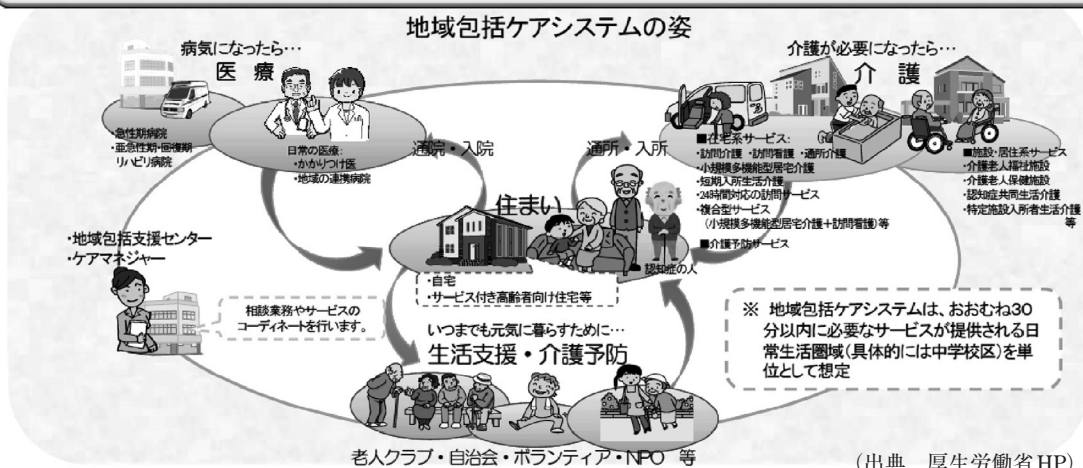 地域包括ケアシステムの姿
病気になったら…
医 療
・急性期病院
・亜急性期・回復期
リハビリ病院
日常の医療:
・かかりつけ医
・地域の連携病院
通院・入院
介護が必要になったら…
介 護
通所・入所
■在宅系サービス:
・訪問介護 ・訪問看護 ・通所介護
・小規模多機能型居宅介護
・短期入所生活介護
・24時間対応の訪問サービス
・複合型サービス
(小規模多機能型居宅介護+訪問看護)等
■介護予防サービス
■施設・居住系サービス
・介護老人福祉施設
・介護老人保健施設
・認知症共同生活介護
・特定施設入所者生活介護
等
住まい
認知症の人
・自宅
・サービス付き高齢者向け住宅等
・地域包括支援センター
・ケアマネジャー
相談業務やサービスの
コーディネートを行います。
いつまでも元気に暮らすために…
生活支援・介護予防
老人クラブ・自治会・ボランティア・NPO 等
※ 地域包括ケアシステムは、おおむね30
分以内に必要なサービスが提供される日
常生活圏域(具体的には中学校区)を単
位として想定
(出典 厚生労働省HP)